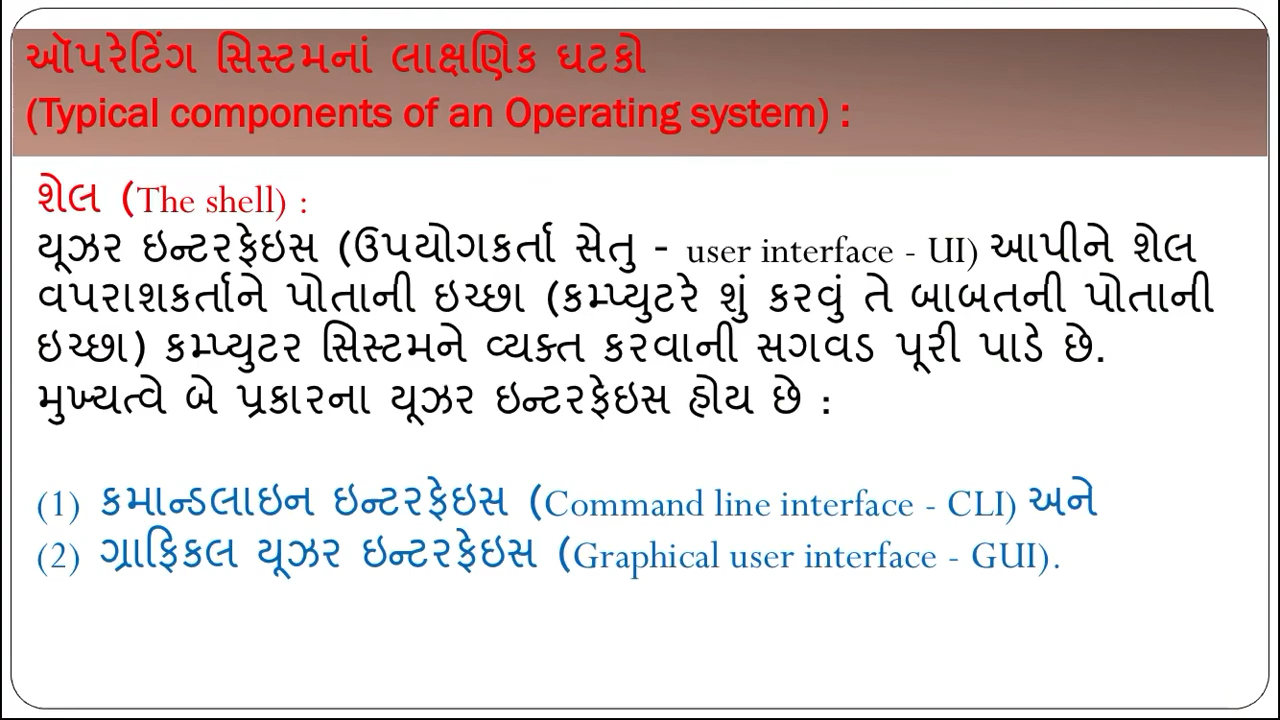 ઑપરેટિંગ સિસ્ટમનાં લાક્ષણિક ઘટકો
(Typical components of an Operating system) :
શેલ (The shell) :
યૂઝર ઇન્ટરફેઇસ (ઉપયોગકર્તા સેતુ - user interface - UI) આપીને શેલ
વપરાશકર્તાને પોતાની ઇચ્છા (કમ્પ્યુટરે શું કરવું તે બાબતની પોતાની
ઇચ્છા) કમ્પ્યુટર સિસ્ટમને વ્યક્ત કરવાની સગવડ પૂરી પાડે છે.
મુખ્યત્વે બે પ્રકારના યૂઝર ઇન્ટરફેઇસ હોય છે :
(1) કમાન્ડલાઇન ઇન્ટરફેઇસ (Command line interface - CLI) અને
(2) ગ્રાફિકલ યૂઝર ઇન્ટરફેઇસ (Graphical user interface - GUI).